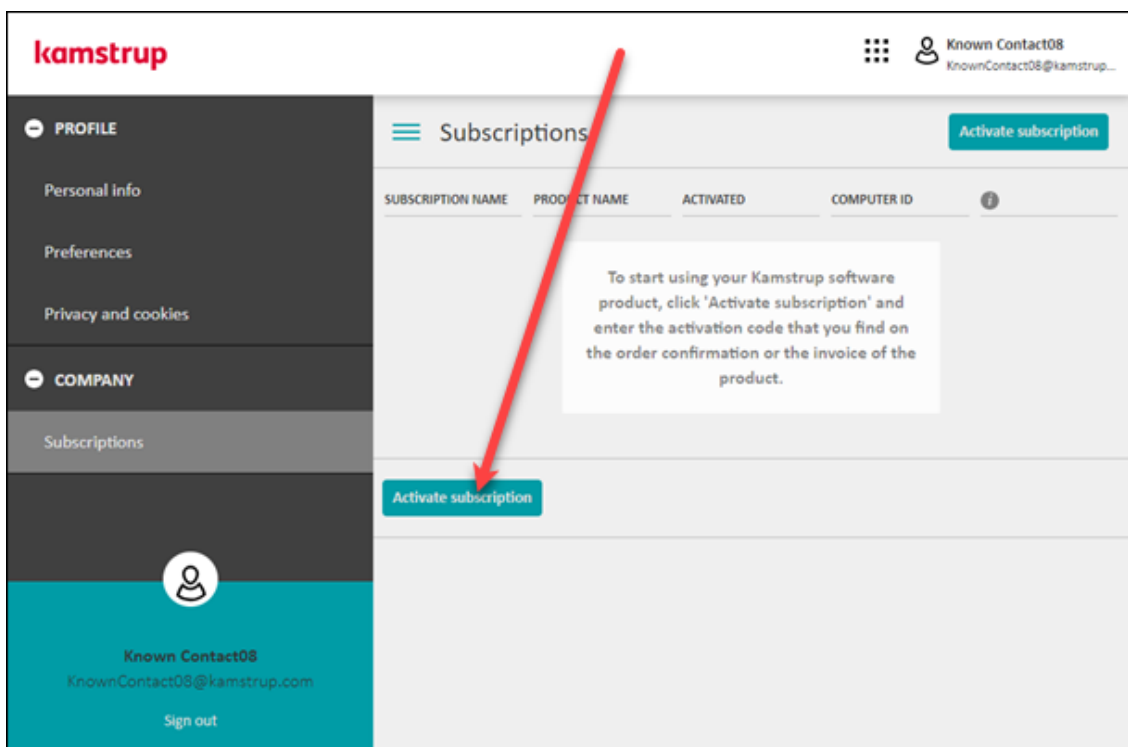 kamstrup
Known Contact08
KnownContact08@kamstrup...
PROFILE
Personal info
Preferences
Privacy and cookies
COMPANY
Subscriptions
Known Contact08
KnownContact08@kamstrup.com
Sign out
Subscriptions
Activate subscription
SUBSCRIPTION NAME PRODUCT NAME ACTIVATED COMPUTER ID
To start using your Kamstrup software
product, click 'Activate subscription' and
enter the activation code that you find on
the order confirmation or the invoice of the
product.
Activate subscription